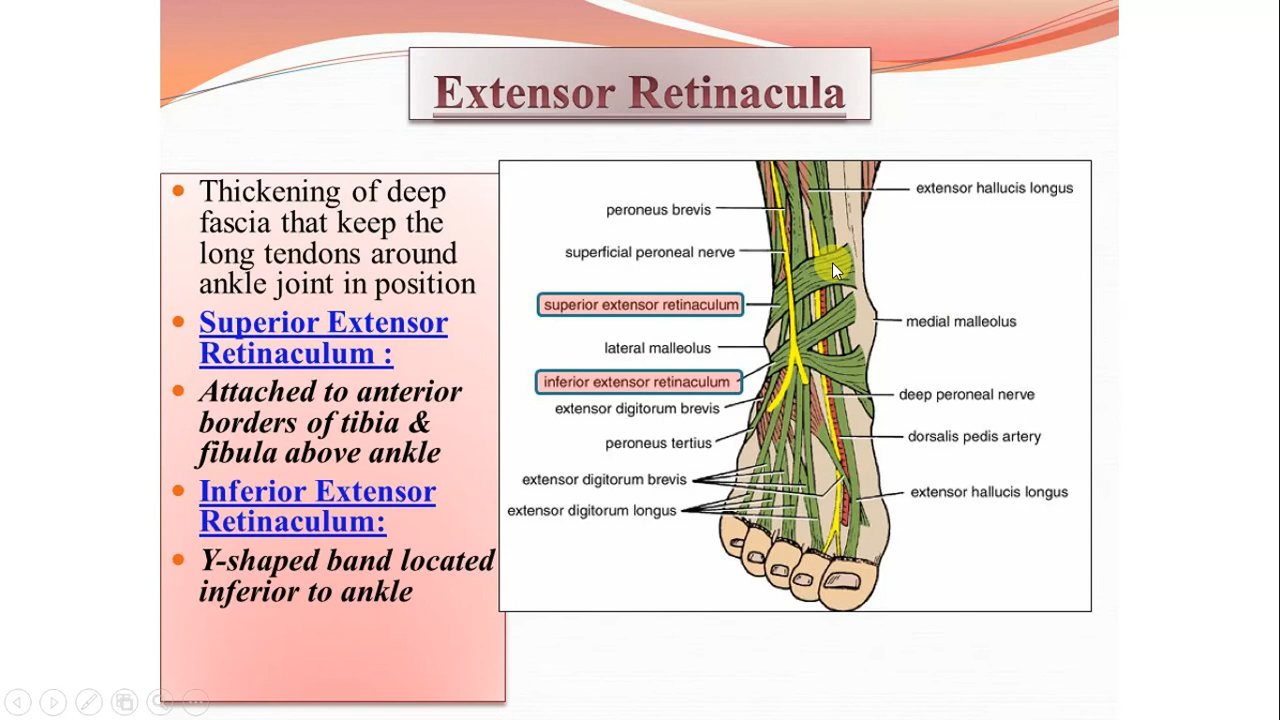 Extensor Retinacula
Thickening of deep
fascia that keep the
long tendons around
ankle joint in position
Superior Extensor
Retinaculum :
Attached to anterior
borders of tibia &
fibula above ankle
Inferior Extensor
Retinaculum:
Y-shaped band located
inferior to ankle
peroneus brevis
superficial peroneal nerve
superior extensor retinaculum
lateral malleolus
inferior extensor retinaculum
extensor digitorum brevis
peroneus tertius
extensor digitorum brevis
extensor digitorum longus
extensor hallucis longus
medial malleolus
deep peroneal nerve
dorsalis pedis artery
extensor hallucis longus